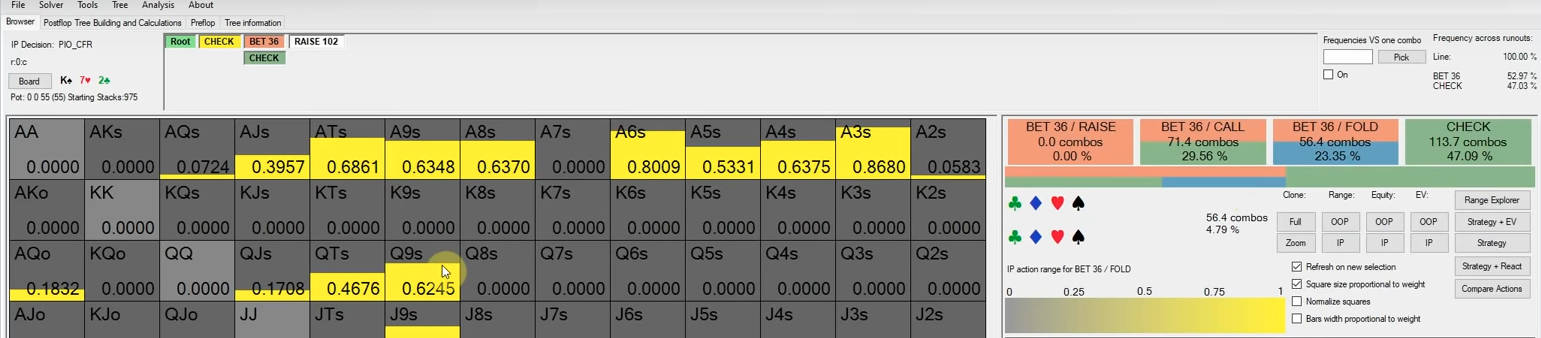 File Solver Tools Tree Analysis About
Browser Postflop Tree Building and Calculations Preflop Tree information
IP Decision: PIO_CFR
r:0:c
Board K♠ 7♥ 2♣
Pot: 0 0 55 (55) Starting Stacks:975
Root CHECK BET 36 RAISE 102
CHECK
Frequencies VS one combo
Pick
On
Frequency across runouts:
Line: 100.00 %
BET 36 52.97 %
CHECK 47.03 %
AA AKs AQs AJs ATs A9s A8s A7s A6s A5s A4s A3s A2s
0.0000 0.0000 0.0724 0.3957 0.6861 0.6348 0.6370 0.0000 0.8009 0.5331 0.6375 0.8680 0.0583
AKo KK KQs KJs KTs K9s K8s K7s K6s K5s K4s K3s K2s
0.0000 0.0000 0.0000 0.0000 0.0000 0.0000 0.0000 0.0000 0.0000 0.0000 0.0000 0.0000 0.0000
AQo KQo QQ QJs QTs Q9s Q8s Q7s Q6s Q5s Q4s Q3s Q2s
0.1832 0.0000 0.0000 0.1708 0.4676 0.6245 0.0000 0.0000 0.0000 0.0000 0.0000 0.0000 0.0000
AJo KJo QJo JJ JTs J9s J8s J7s J6s J5s J4s J3s J2s
BET 36 / RAISE
0.0 combos
0.00 %
BET 36 / CALL
71.4 combos
29.56 %
BET 36 / FOLD
56.4 combos
23.35 %
CHECK
113.7 combos
47.09 %
♣ ♦ ♥ ♠
♣ ♦ ♥ ♠
56.4 combos
4.79 %
Clone: Range: Equity: EV:
Full OOP OOP OOP
Zoom IP IP IP
Range Explorer
Strategy + EV
Strategy
Strategy + React
Compare Actions
IP action range for BET 36 / FOLD
0 0.25 0.5 0.75 1
Refresh on new selection
Square size proportional to weight
Normalize squares
Bars width proportional to weight